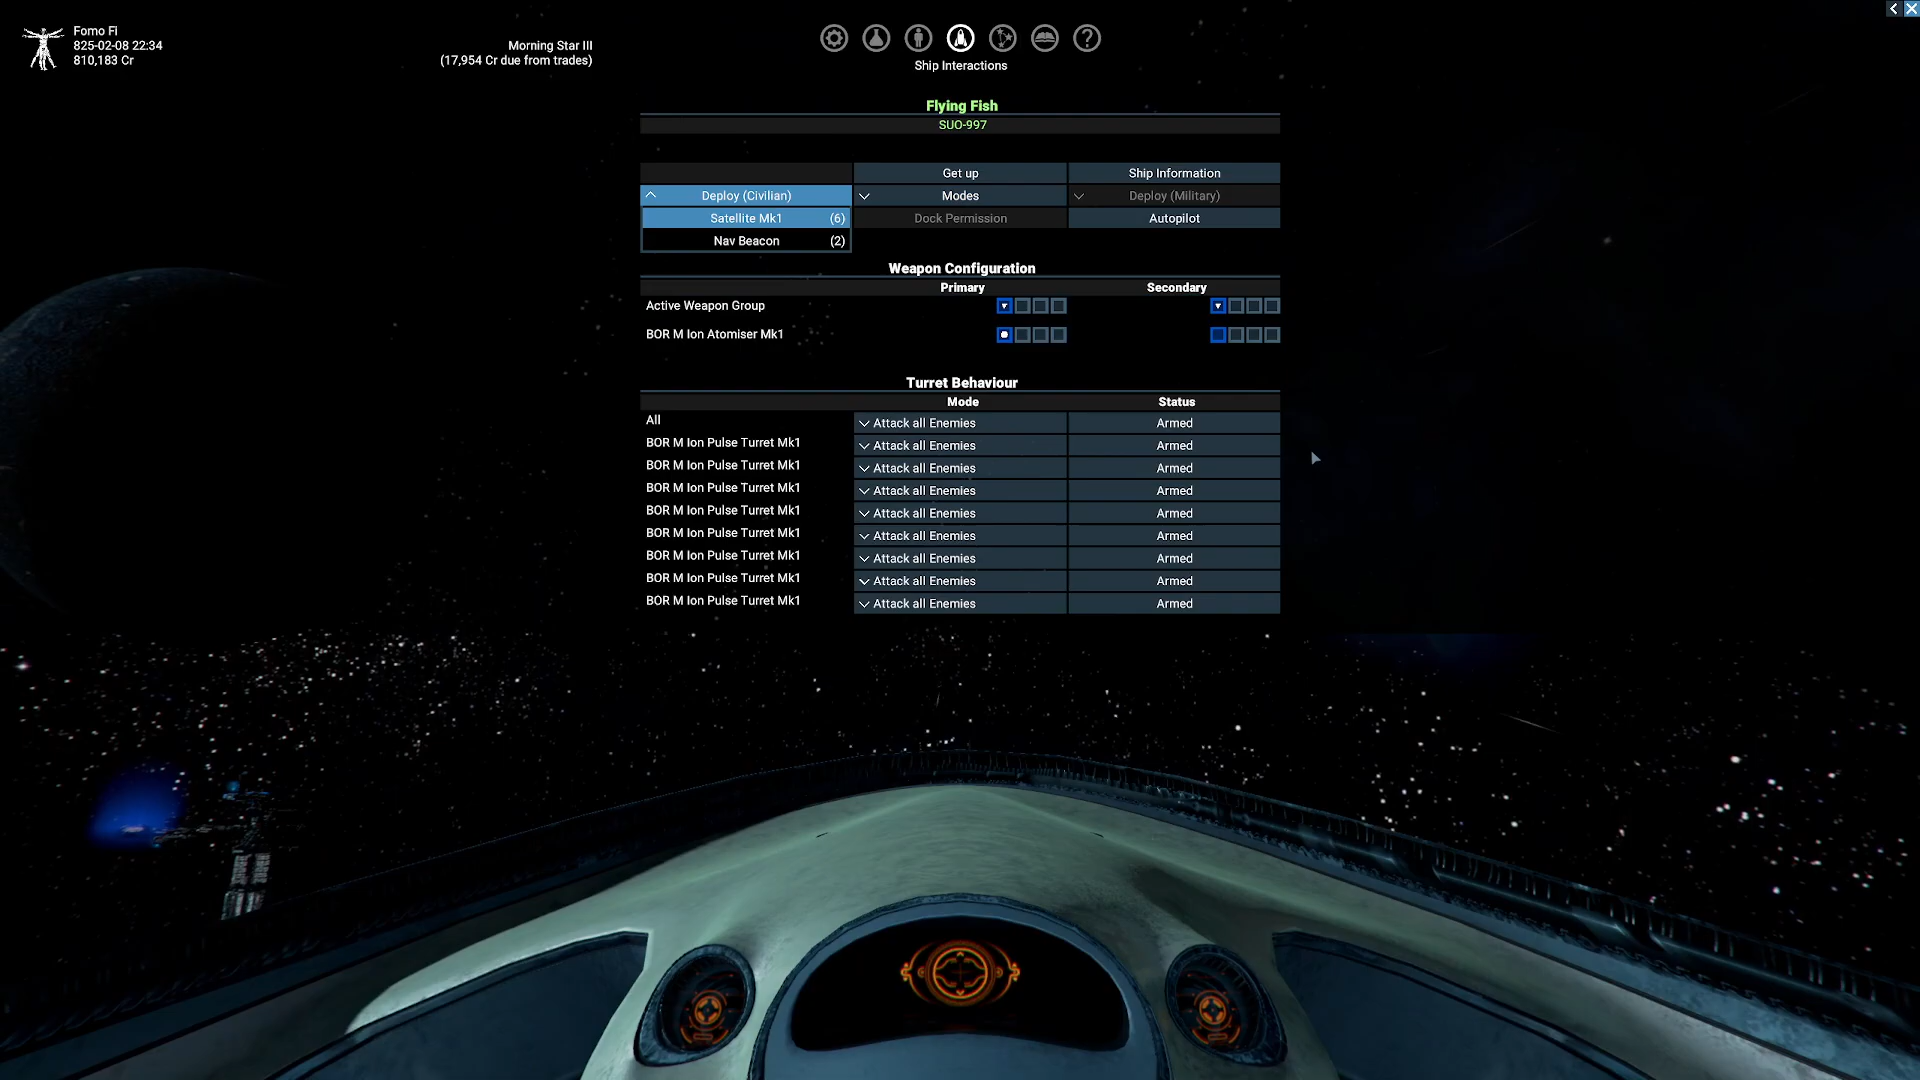 Fomo Fi
825-02-08 22:34
810,183 Cr
Morning Star III
(17,954 Cr due from trades)
Ship Interactions
Flying Fish
SUO-997
Get up
Ship Information
Deploy (Civilian)
Modes
Deploy (Military)
Satellite Mk1 (6)
Dock Permission
Autopilot
Nav Beacon (2)
Weapon Configuration
Primary Secondary
Active Weapon Group
BOR M Ion Atomiser Mk1
Turret Behaviour
Mode Status
All Attack all Enemies Armed
BOR M Ion Pulse Turret Mk1 Attack all Enemies Armed
BOR M Ion Pulse Turret Mk1 Attack all Enemies Armed
BOR M Ion Pulse Turret Mk1 Attack all Enemies Armed
BOR M Ion Pulse Turret Mk1 Attack all Enemies Armed
BOR M Ion Pulse Turret Mk1 Attack all Enemies Armed
BOR M Ion Pulse Turret Mk1 Attack all Enemies Armed
BOR M Ion Pulse Turret Mk1 Attack all Enemies Armed
BOR M Ion Pulse Turret Mk1 Attack all Enemies Armed